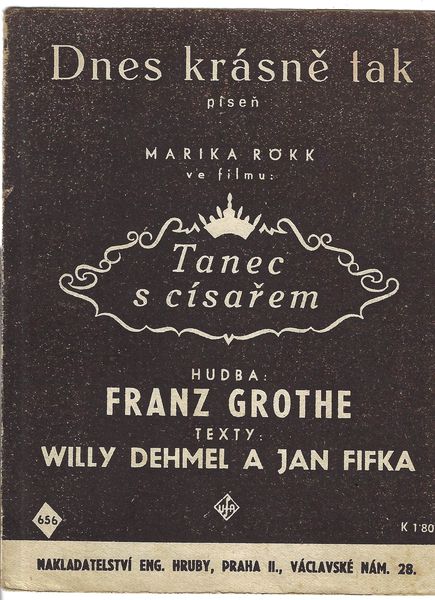 Dnes krásně tak
píseň
MARIKA RÖKK
ve filmu:
Tanec
s císařem
HUDBA:
FRANZ GROTHE
TEXTY:
WILLY DEHMEL A JAN FIFKA
656
UFA
K 1·80
NAKLADATELSTVÍ ENG. HRUBY, PRAHA II., VÁCLAVSKÉ NÁM. 28.